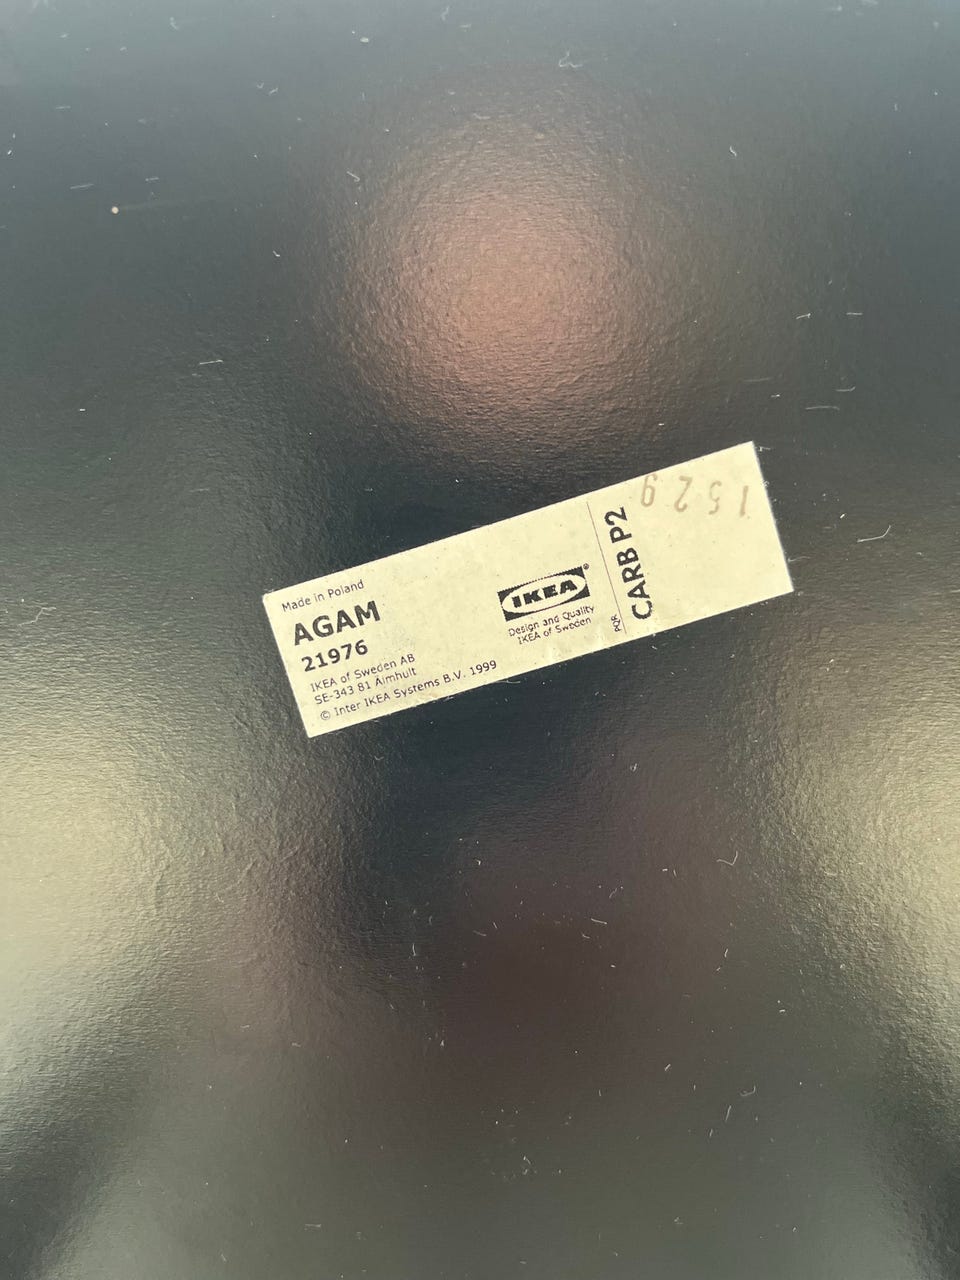 Made in Poland
AGAM
21976
IKEA of Sweden AB
SE-343 81 Älmhult
© Inter IKEA Systems B.V. 1999
IKEA®
Design and Quality
IKEA of Sweden
PQR
CARB P2
1529